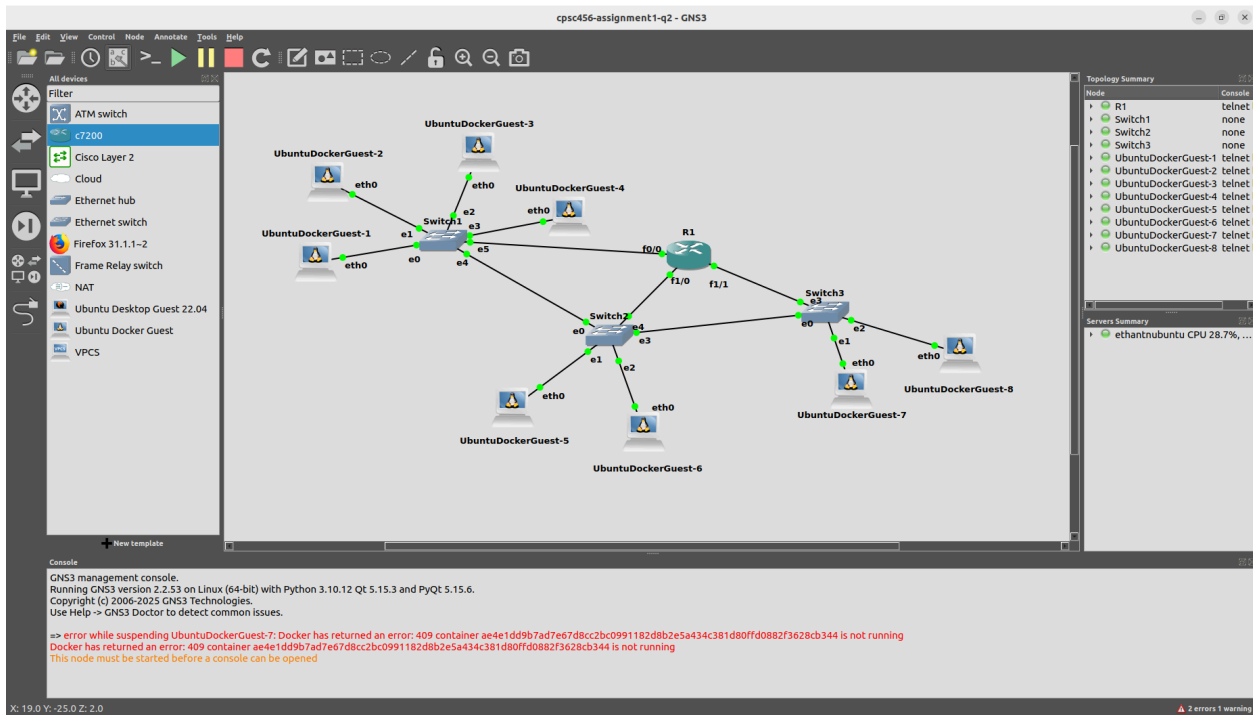 cpsc456-assignment1-q2 - GNS3
File Edit View Control Node Annotate Tools Help
All devices
Filter
ATM switch
c7200
Cisco Layer 2
Cloud
Ethernet hub
Ethernet switch
Firefox 31.1.1~2
Frame Relay switch
NAT
Ubuntu Desktop Guest 22.04
Ubuntu Docker Guest
VPCS
New template
UbuntuDockerGuest-3
UbuntuDockerGuest-2
eth0
eth0
UbuntuDockerGuest-4
eth0
Switch1
e2
e3
e1
e5
e0
e4
UbuntuDockerGuest-1
eth0
R1
f0/0
f1/0
f1/1
Switch3
e3
e0
e2
e1
Switch2
e0
e4
e3
e1
e2
eth0
UbuntuDockerGuest-8
eth0
UbuntuDockerGuest-7
eth0
UbuntuDockerGuest-5
eth0
UbuntuDockerGuest-6
Topology Summary
Node Console
R1 telnet
Switch1 none
Switch2 none
Switch3 none
UbuntuDockerGuest-1 telnet
UbuntuDockerGuest-2 telnet
UbuntuDockerGuest-3 telnet
UbuntuDockerGuest-4 telnet
UbuntuDockerGuest-5 telnet
UbuntuDockerGuest-6 telnet
UbuntuDockerGuest-7 telnet
UbuntuDockerGuest-8 telnet
Servers Summary
ethantnubuntu CPU 28.7%, ...
Console
GNS3 management console.
Running GNS3 version 2.2.53 on Linux (64-bit) with Python 3.10.12 Qt 5.15.3 and PyQt 5.15.6.
Copyright (c) 2006-2025 GNS3 Technologies.
Use Help -> GNS3 Doctor to detect common issues.
=> error while suspending UbuntuDockerGuest-7: Docker has returned an error: 409 container ae4e1dd9b7ad7e67d8cc2bc0991182d8b2e5a434c381d80ffd0882f3628cb344 is not running
Docker has returned an error: 409 container ae4e1dd9b7ad7e67d8cc2bc0991182d8b2e5a434c381d80ffd0882f3628cb344 is not running
This node must be started before a console can be opened
X: 19.0 Y: -25.0 Z: 2.0
2 errors 1 warning